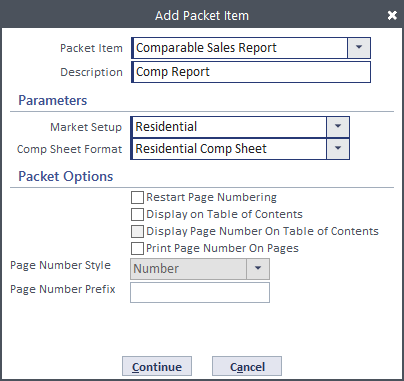 Add Packet Item
Packet Item Comparable Sales Report
Description Comp Report
Parameters
Market Setup Residential
Comp Sheet Format Residential Comp Sheet
Packet Options
Restart Page Numbering
Display on Table of Contents
Display Page Number On Table of Contents
Print Page Number On Pages
Page Number Style Number
Page Number Prefix
Continue Cancel